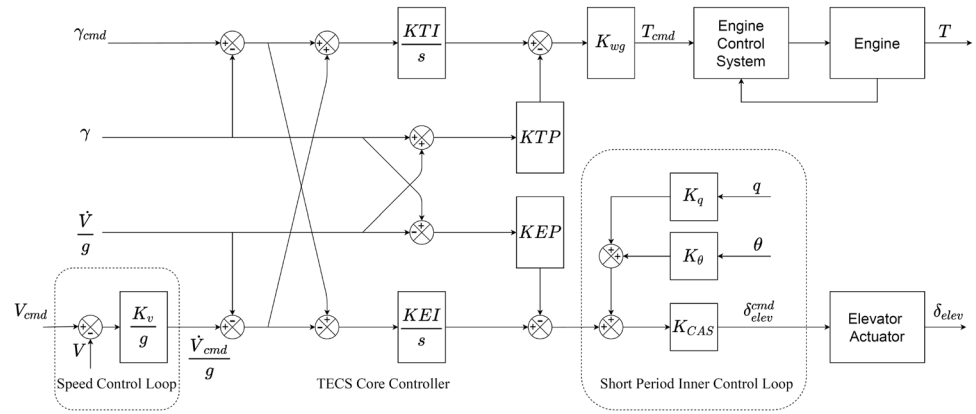 γ_cmd
+
-
+
+
KTI
s
+
-
K_wg
T_cmd
Engine
Control
System
Engine
T
γ
+
+
KTP
V̇
g
-
+
KEP
K_q
q
+
+
K_θ
θ
V_cmd
+
-
V
K_v
g
V̇_cmd
g
+
-
-
+
KEI
s
+
-
+
+
K_CAS
δ_elev^cmd
Elevator
Actuator
δ_elev
Speed Control Loop
TECS Core Controller
Short Period Inner Control Loop